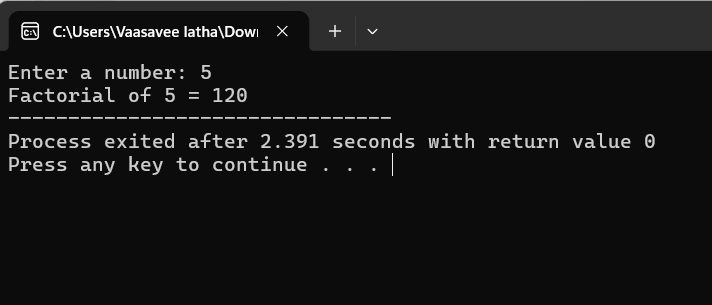 C:\Users\Vaasavee latha\Dow
Enter a number: 5
Factorial of 5 = 120
--------------------------------
Process exited after 2.391 seconds with return value 0
Press any key to continue . . .